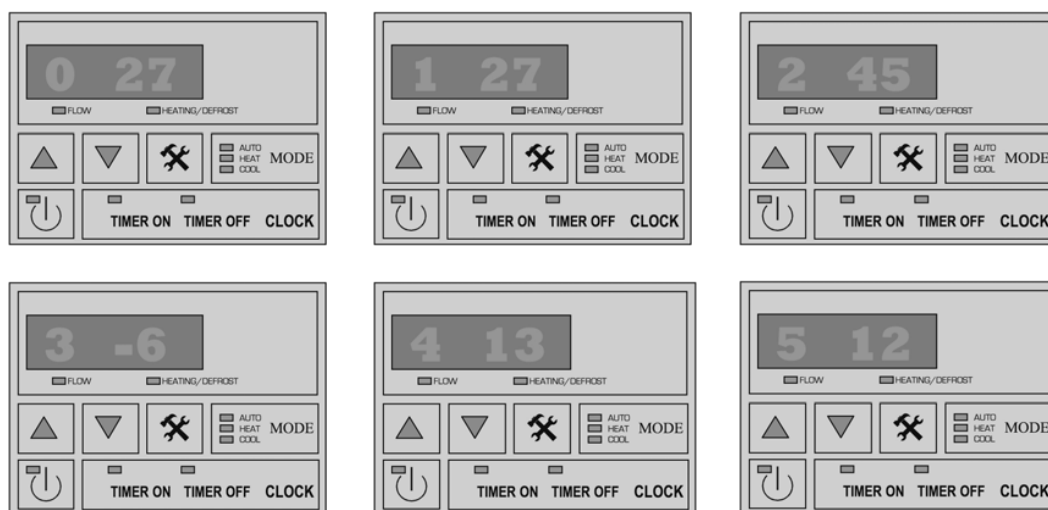 0 27
FLOW HEATING/DEFROST
AUTO
HEAT MODE
COOL
TIMER ON TIMER OFF CLOCK
1 27
FLOW HEATING/DEFROST
AUTO
HEAT MODE
COOL
TIMER ON TIMER OFF CLOCK
2 45
FLOW HEATING/DEFROST
AUTO
HEAT MODE
COOL
TIMER ON TIMER OFF CLOCK
3 -6
FLOW HEATING/DEFROST
AUTO
HEAT MODE
COOL
TIMER ON TIMER OFF CLOCK
4 13
FLOW HEATING/DEFROST
AUTO
HEAT MODE
COOL
TIMER ON TIMER OFF CLOCK
5 12
FLOW HEATING/DEFROST
AUTO
HEAT MODE
COOL
TIMER ON TIMER OFF CLOCK